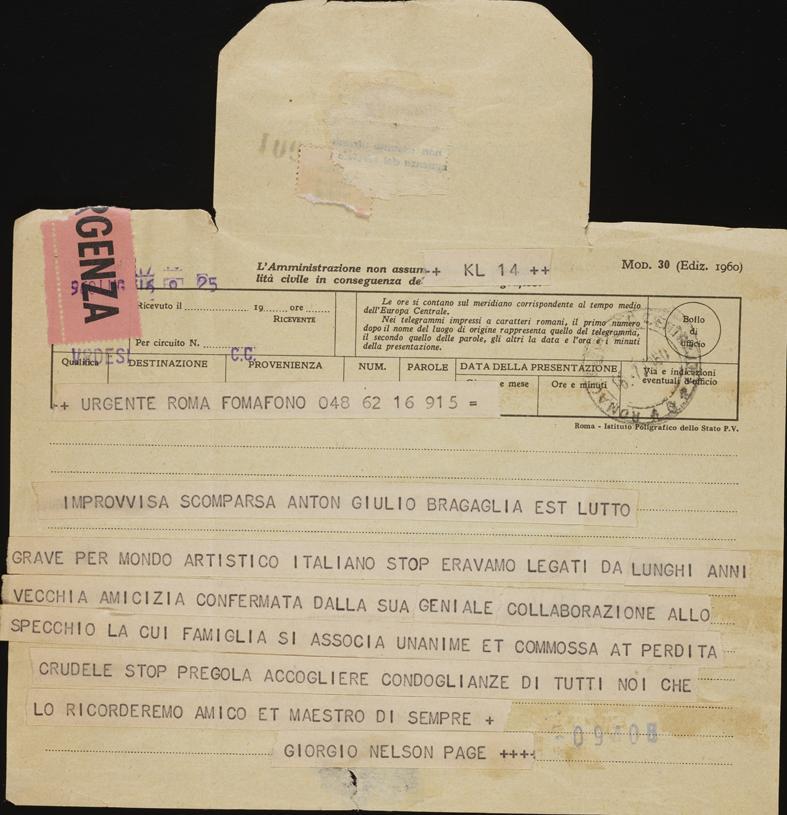 RGENZA
L'Amministrazione non assum
++ KL 14 ++
MOD. 30 (Ediz. 1960)
lità civile in conseguenza de
Ricevuto il 19 ore
RICEVENTE
Per circuito N.
Le ore si contano sul meridiano corrispondente al tempo medio
dell'Europa Centrale.
Nei telegrammi impressi a caratteri romani, il primo numero
dopo il nome del luogo di origine rappresenta quello del telegramma,
il secondo quello delle parole, gli altri la data e l'ora e i minuti
della presentazione.
Bollo
di
ufficio
Qualifica DESTINAZIONE PROVENIENZA NUM. PAROLE DATA DELLA PRESENTAZIONE Via e indicazioni
eventuali d'ufficio
C.C.
e mese Ore e minuti
++ URGENTE ROMA FOMAFONO 048 62 16 915 =
Roma - Istituto Poligrafico dello Stato P.V.
IMPROVVISA SCOMPARSA ANTON GIULIO BRAGAGLIA EST LUTTO
GRAVE PER MONDO ARTISTICO ITALIANO STOP ERAVAMO LEGATI DA LUNGHI ANNI
VECCHIA AMICIZIA CONFERMATA DALLA SUA GENIALE COLLABORAZIONE ALLO
SPECCHIO LA CUI FAMIGLIA SI ASSOCIA UNANIME ET COMMOSSA AT PERDITA
CRUDELE STOP PREGOLA ACCOGLIERE CONDOGLIANZE DI TUTTI NOI CHE
LO RICORDEREMO AMICO ET MAESTRO DI SEMPRE +
GIORGIO NELSON PAGE ++++